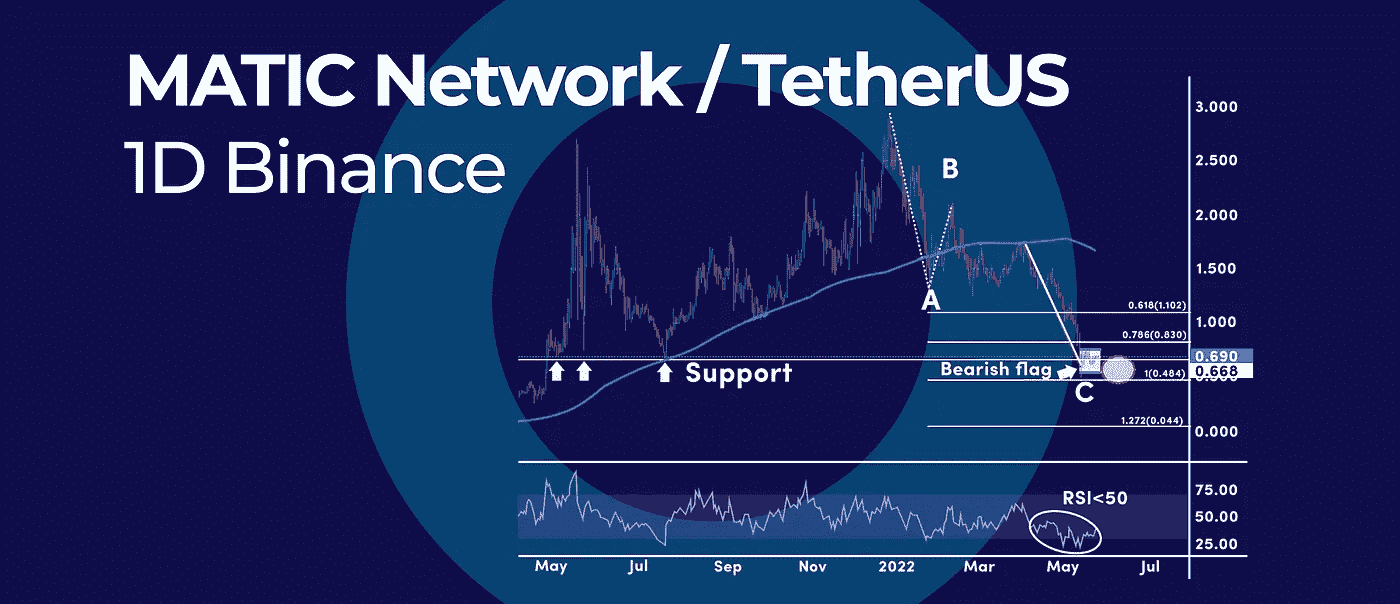 MATIC Network / TetherUS
1D Binance
3.000
B
2.500
2.000
1.500
A
0.618(1.102)
1.000
0.786(0.830)
0.690
Support
Bearish flag
1(0.484)
0.668
C
1.272(0.044)
0.000
75.00
RSI<50
50.00
25.00
May Jul Sep Nov 2022 Mar May Jul